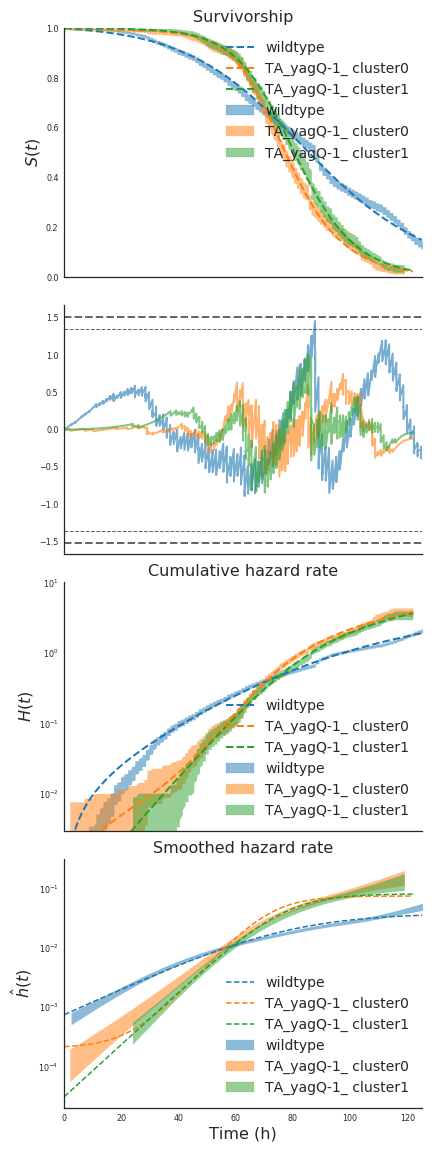 Survivorship
1.0
0.8
0.6
0.4
0.2
0.0
S(t)
wildtype
TA_yagQ-1_ cluster0
TA_yagQ-1_ cluster1
wildtype
TA_yagQ-1_ cluster0
TA_yagQ-1_ cluster1
1.5
1.0
0.5
0.0
−0.5
−1.0
−1.5
Cumulative hazard rate
10¹
10⁰
10⁻¹
10⁻²
H(t)
wildtype
TA_yagQ-1_ cluster0
TA_yagQ-1_ cluster1
wildtype
TA_yagQ-1_ cluster0
TA_yagQ-1_ cluster1
Smoothed hazard rate
10⁻¹
10⁻²
10⁻³
10⁻⁴
ĥ(t)
wildtype
TA_yagQ-1_ cluster0
TA_yagQ-1_ cluster1
wildtype
TA_yagQ-1_ cluster0
TA_yagQ-1_ cluster1
0 20 40 60 80 100 120
Time (h)